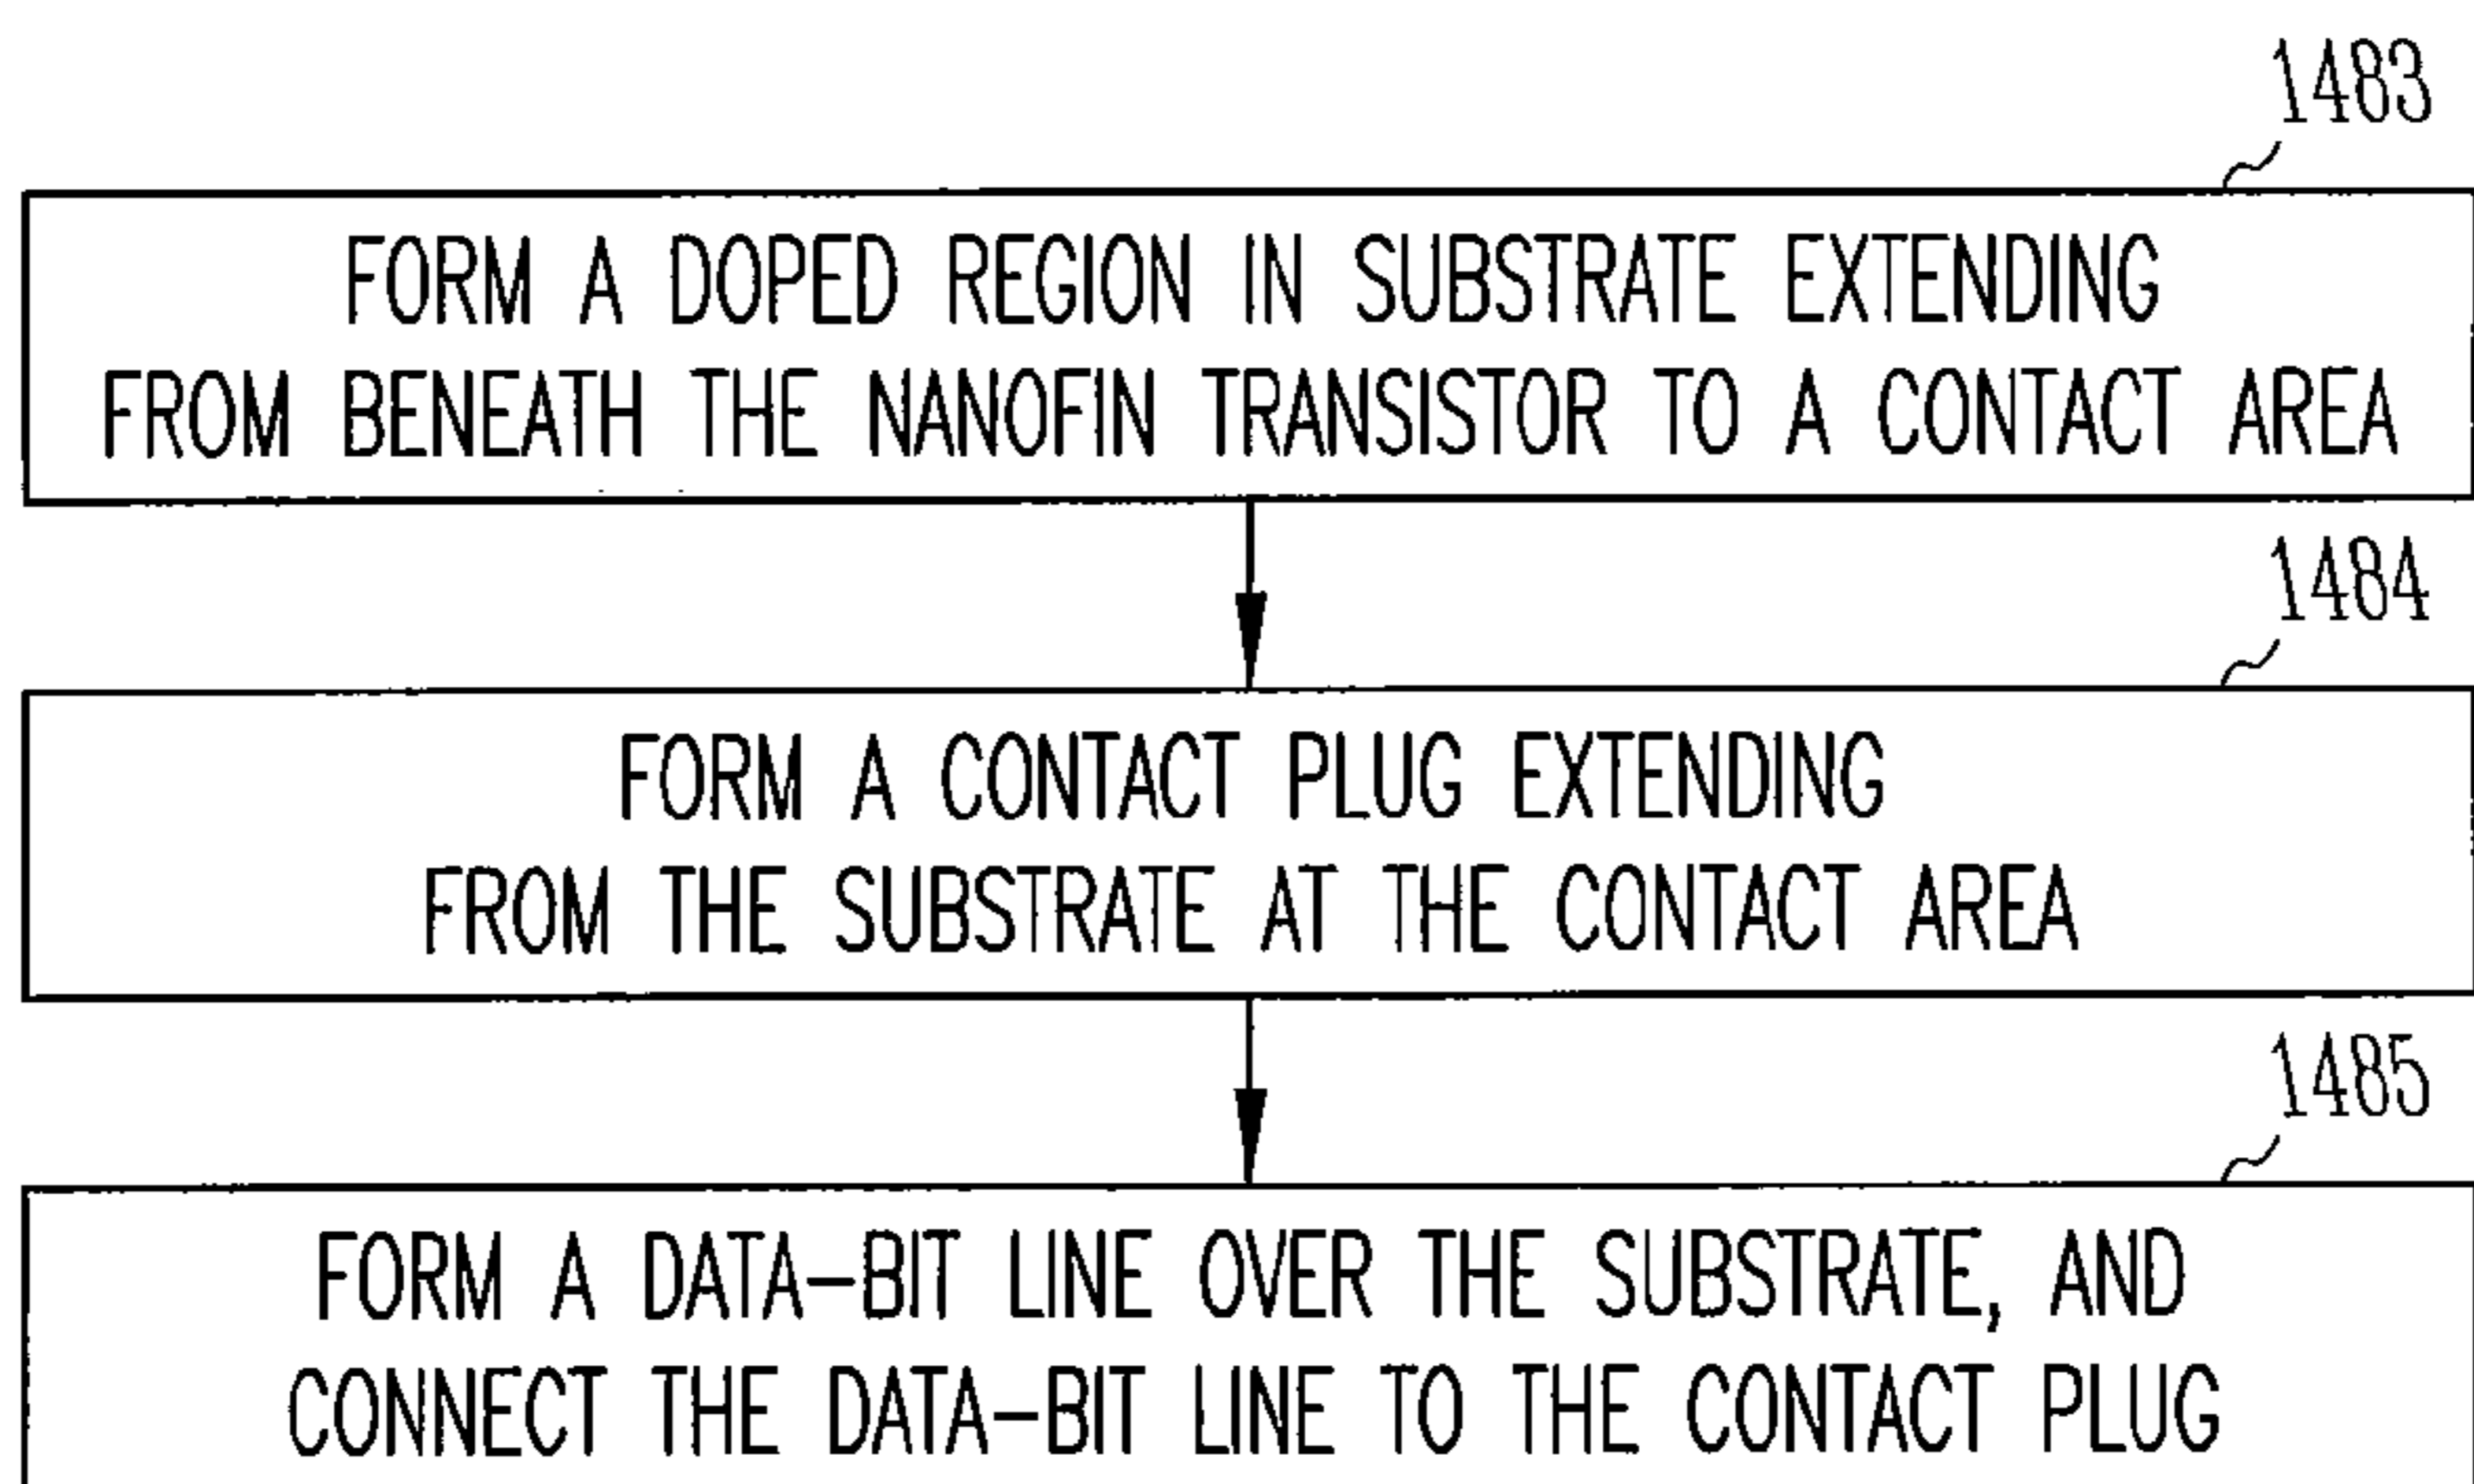 1483
FORM A DOPED REGION IN SUBSTRATE EXTENDING
FROM BENEATH THE NANOFIN TRANSISTOR TO A CONTACT AREA
1484
FORM A CONTACT PLUG EXTENDING
FROM THE SUBSTRATE AT THE CONTACT AREA
1485
FORM A DATA-BIT LINE OVER THE SUBSTRATE, AND
CONNECT THE DATA-BIT LINE TO THE CONTACT PLUG